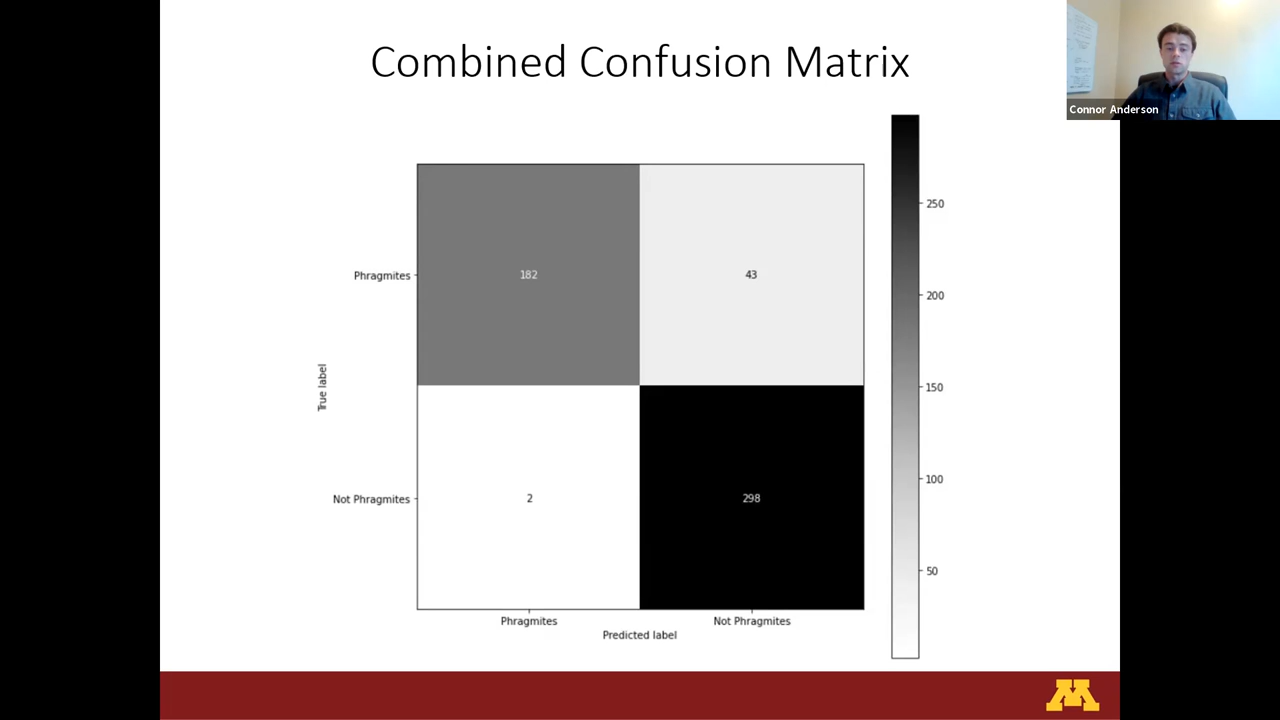 Combined Confusion Matrix
Connor Anderson
250
Phragmites
182
43
200
150
True label
100
Not Phragmites
2
298
50
Phragmites
Not Phragmites
Predicted label
M